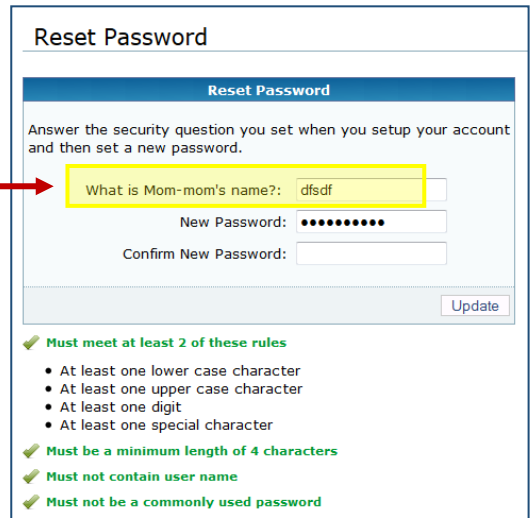 Reset Password
Reset Password
Answer the security question you set when you setup your account
and then set a new password.
What is Mom-mom's name?: dfsdf
New Password: ●●●●●●●●●●
Confirm New Password:
Update
Must meet at least 2 of these rules
• At least one lower case character
• At least one upper case character
• At least one digit
• At least one special character
Must be a minimum length of 4 characters
Must not contain user name
Must not be a commonly used password